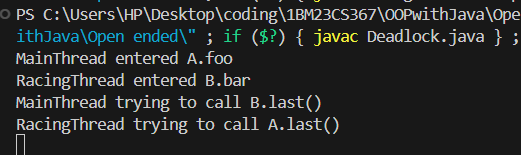 PS C:\Users\HP\Desktop\coding\1BM23CS367\OOPwithJava\Ope
ithJava\Open ended\" ; if ($?) { javac Deadlock.java } ;
MainThread entered A.foo
RacingThread entered B.bar
MainThread trying to call B.last()
RacingThread trying to call A.last()